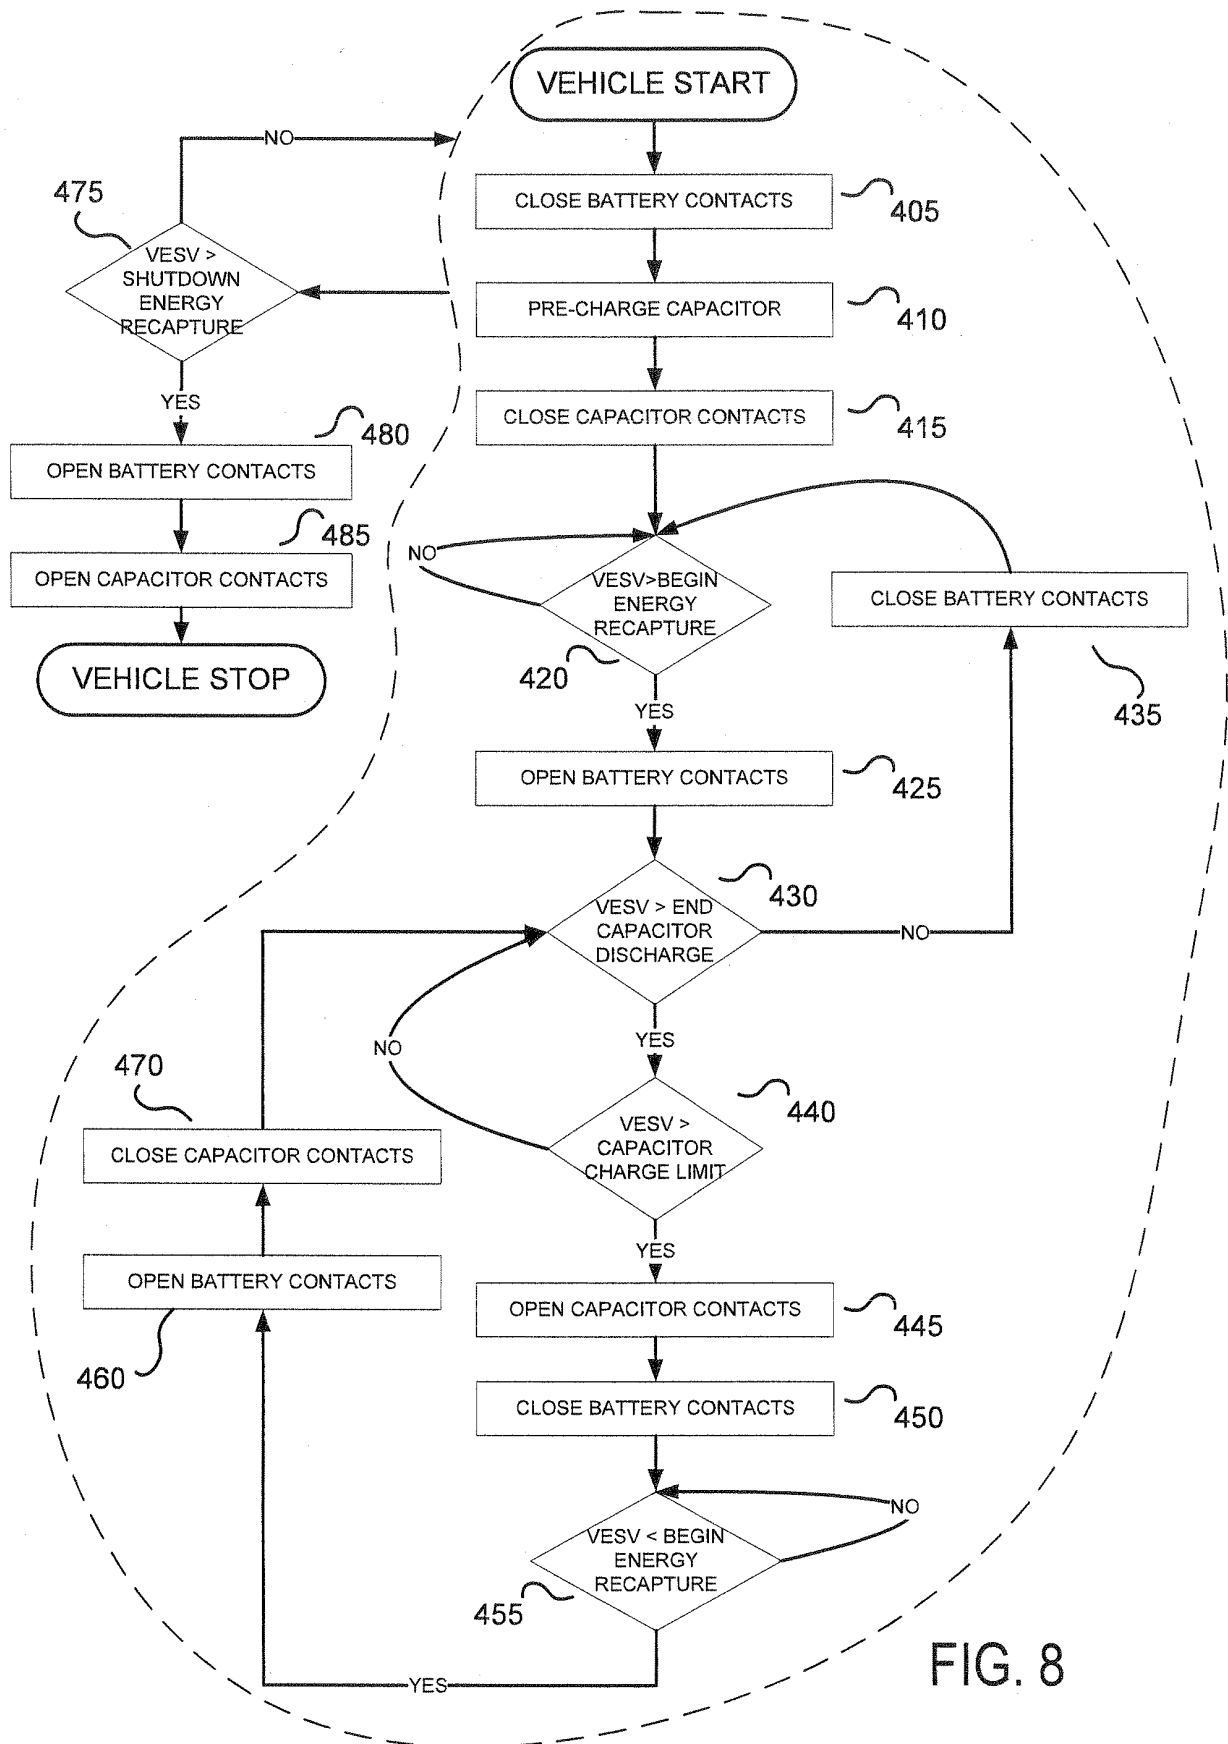 VEHICLE START
NO
475
CLOSE BATTERY CONTACTS
405
VESV >
SHUTDOWN
ENERGY
RECAPTURE
PRE-CHARGE CAPACITOR
410
YES
CLOSE CAPACITOR CONTACTS
415
480
OPEN BATTERY CONTACTS
485
OPEN CAPACITOR CONTACTS
VEHICLE STOP
NO
VESV>BEGIN
ENERGY
RECAPTURE
420
CLOSE BATTERY CONTACTS
435
YES
OPEN BATTERY CONTACTS
425
430
VESV > END
CAPACITOR
DISCHARGE
NO
YES
NO
440
VESV >
CAPACITOR
CHARGE LIMIT
470
CLOSE CAPACITOR CONTACTS
YES
OPEN BATTERY CONTACTS
460
OPEN CAPACITOR CONTACTS
445
CLOSE BATTERY CONTACTS
450
NO
VESV < BEGIN
ENERGY
RECAPTURE
455
YES
FIG. 8